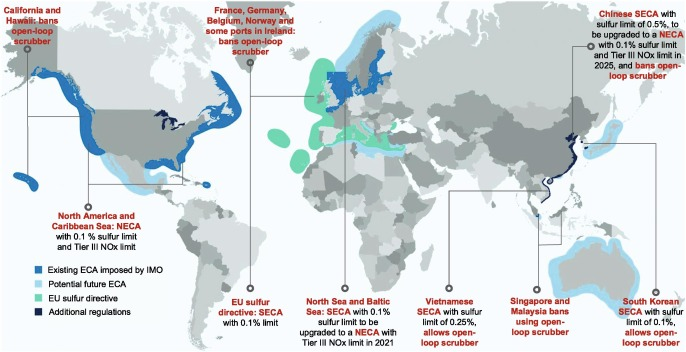 California and
Hawaii: bans
open-loop
scrubber
France, Germany,
Belgium, Norway and
some ports in Ireland:
bans open-loop
scrubber
Chinese SECA with
sulfur limit of 0.5%, to
be upgraded to a NECA
with 0.1% sulfur limit
and Tier III NOx limit in
2025, and bans open-
loop scrubber
North America and
Caribbean Sea: NECA
with 0.1 % sulfur limit
and Tier III NOx limit
Existing ECA imposed by IMO
Potential future ECA
EU sulfur directive
Additional regulations
EU sulfur
directive: SECA
with 0.1% limit
North Sea and Baltic
Sea: SECA with 0.1%
sulfur limit to be
upgraded to a NECA with
Tier III NOx limit in 2021
Vietnamese
SECA with sulfur
limit of 0.25%,
allows open-
loop scrubber
Singapore and
Malaysia bans
using open-
loop scrubber
South Korean
SECA with sulfur
limit of 0.1%,
allows open-
loop scrubber